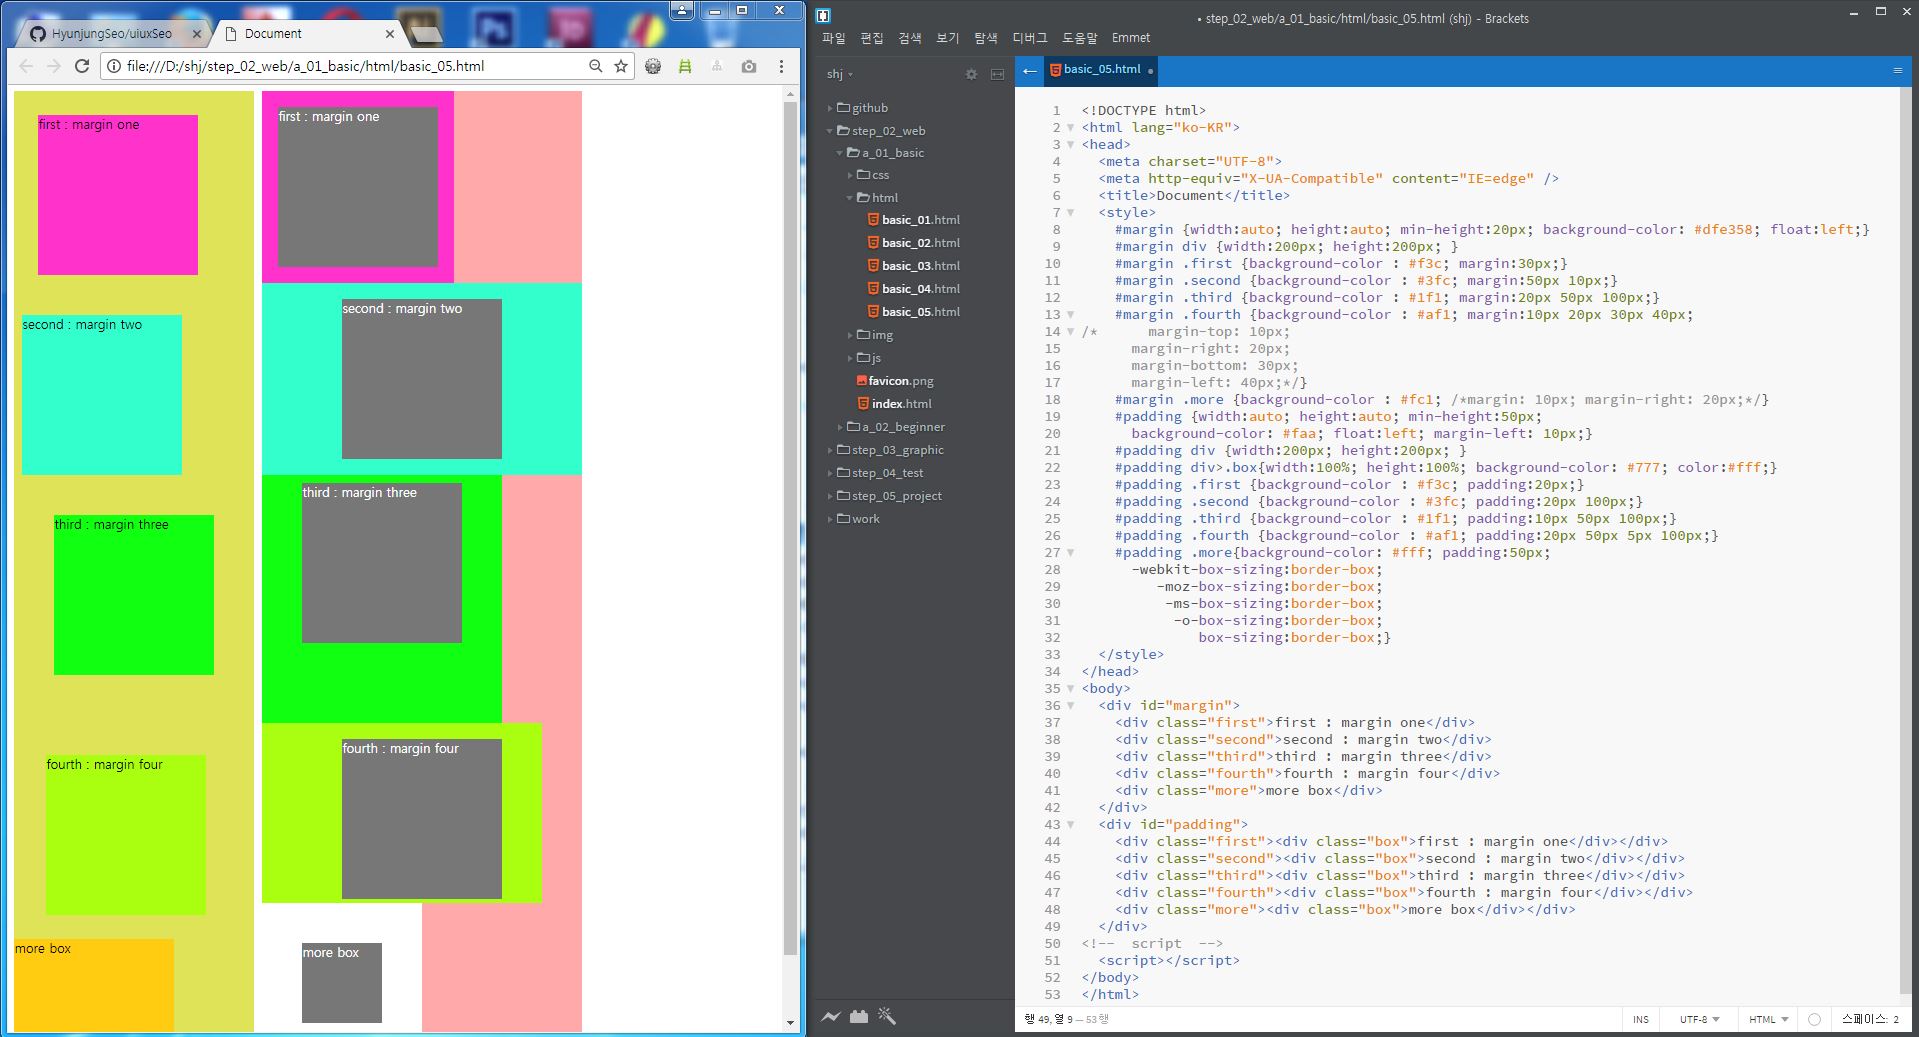 HyunjungSeo/uiuxSeo
Document
file:///D:/shj/step_02_web/a_01_basic/html/basic_05.html
first : margin one
second : margin two
third : margin three
fourth : margin four
more box
first : margin one
second : margin two
third : margin three
fourth : margin four
more box
• step_02_web/a_01_basic/html/basic_05.html (shj) - Brackets
파일 편집 검색 보기 탐색 디버그 도움말 Emmet
shj
github
step_02_web
a_01_basic
css
html
basic_01.html
basic_02.html
basic_03.html
basic_04.html
basic_05.html
img
js
favicon.png
index.html
a_02_beginner
step_03_graphic
step_04_test
step_05_project
work
basic_05.html
1 <!DOCTYPE html>
2 <html lang="ko-KR">
3 <head>
4 <meta charset="UTF-8">
5 <meta http-equiv="X-UA-Compatible" content="IE=edge" />
6 <title>Document</title>
7 <style>
8 #margin {width:auto; height:auto; min-height:20px; background-color: #dfe358; float:left;}
9 #margin div {width:200px; height:200px; }
10 #margin .first {background-color : #f3c; margin:30px;}
11 #margin .second {background-color : #3fc; margin:50px 10px;}
12 #margin .third {background-color : #1f1; margin:20px 50px 100px;}
13 #margin .fourth {background-color : #af1; margin:10px 20px 30px 40px;
14 /* margin-top: 10px;
15 margin-right: 20px;
16 margin-bottom: 30px;
17 margin-left: 40px;*/}
18 #margin .more {background-color : #fc1; /*margin: 10px; margin-right: 20px;*/}
19 #padding {width:auto; height:auto; min-height:50px;
20 background-color: #faa; float:left; margin-left: 10px;}
21 #padding div {width:200px; height:200px; }
22 #padding div>.box{width:100%; height:100%; background-color: #777; color:#fff;}
23 #padding .first {background-color : #f3c; padding:20px;}
24 #padding .second {background-color : #3fc; padding:20px 100px;}
25 #padding .third {background-color : #1f1; padding:10px 50px 100px;}
26 #padding .fourth {background-color : #af1; padding:20px 50px 5px 100px;}
27 #padding .more{background-color: #fff; padding:50px;
28 -webkit-box-sizing:border-box;
29 -moz-box-sizing:border-box;
30 -ms-box-sizing:border-box;
31 -o-box-sizing:border-box;
32 box-sizing:border-box;}
33 </style>
34 </head>
35 <body>
36 <div id="margin">
37 <div class="first">first : margin one</div>
38 <div class="second">second : margin two</div>
39 <div class="third">third : margin three</div>
40 <div class="fourth">fourth : margin four</div>
41 <div class="more">more box</div>
42 </div>
43 <div id="padding">
44 <div class="first"><div class="box">first : margin one</div></div>
45 <div class="second"><div class="box">second : margin two</div></div>
46 <div class="third"><div class="box">third : margin three</div></div>
47 <div class="fourth"><div class="box">fourth : margin four</div></div>
48 <div class="more"><div class="box">more box</div></div>
49 </div>
50 <!-- script -->
51 <script></script>
52 </body>
53 </html>
행 49, 열 9 — 53 행
INS UTF-8 HTML 스페이스: 2